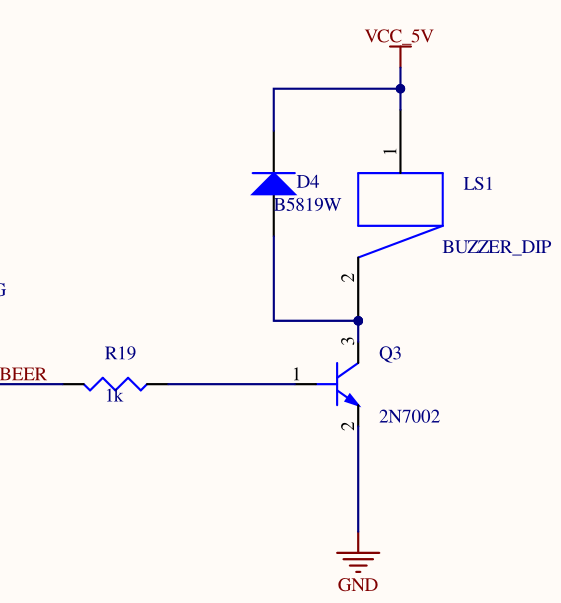 VCC_5V
1
D4
LS1
B5819W
BUZZER_DIP
2
G
R19
3
Q3
BEER
1
1k
2N7002
2
GND